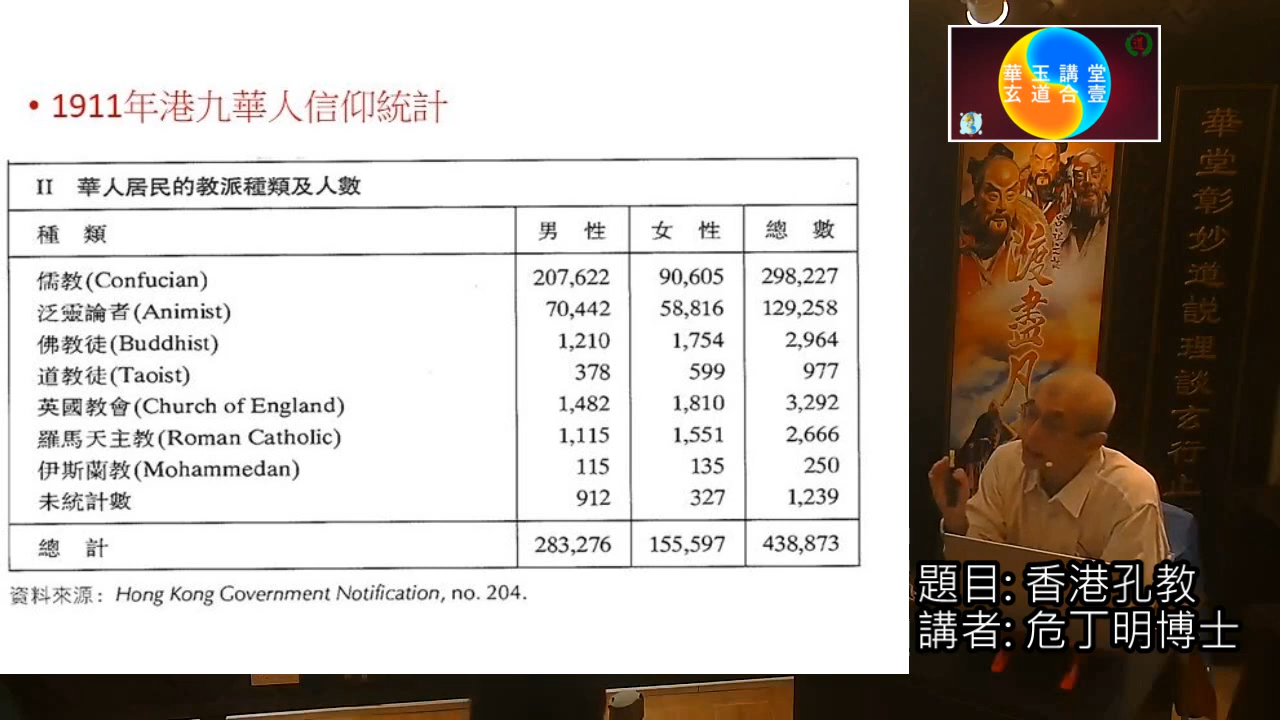 • 1911年港九華人信仰統計
II 華人居民的教派種類及人數
種 類 男 性 女 性 總 數
儒教(Confucian) 207,622 90,605 298,227
泛靈論者(Animist) 70,442 58,816 129,258
佛教徒(Buddhist) 1,210 1,754 2,964
道教徒(Taoist) 378 599 977
英國教會(Church of England) 1,482 1,810 3,292
羅馬天主教(Roman Catholic) 1,115 1,551 2,666
伊斯蘭教(Mohammedan) 115 135 250
未統計數 912 327 1,239
總 計 283,276 155,597 438,873
資料來源：Hong Kong Government Notification, no. 204.
華玉講堂
玄道合壹
道
渡盡凡
華堂彰妙道說理談玄行止
題目: 香港孔教
講者: 危丁明博士